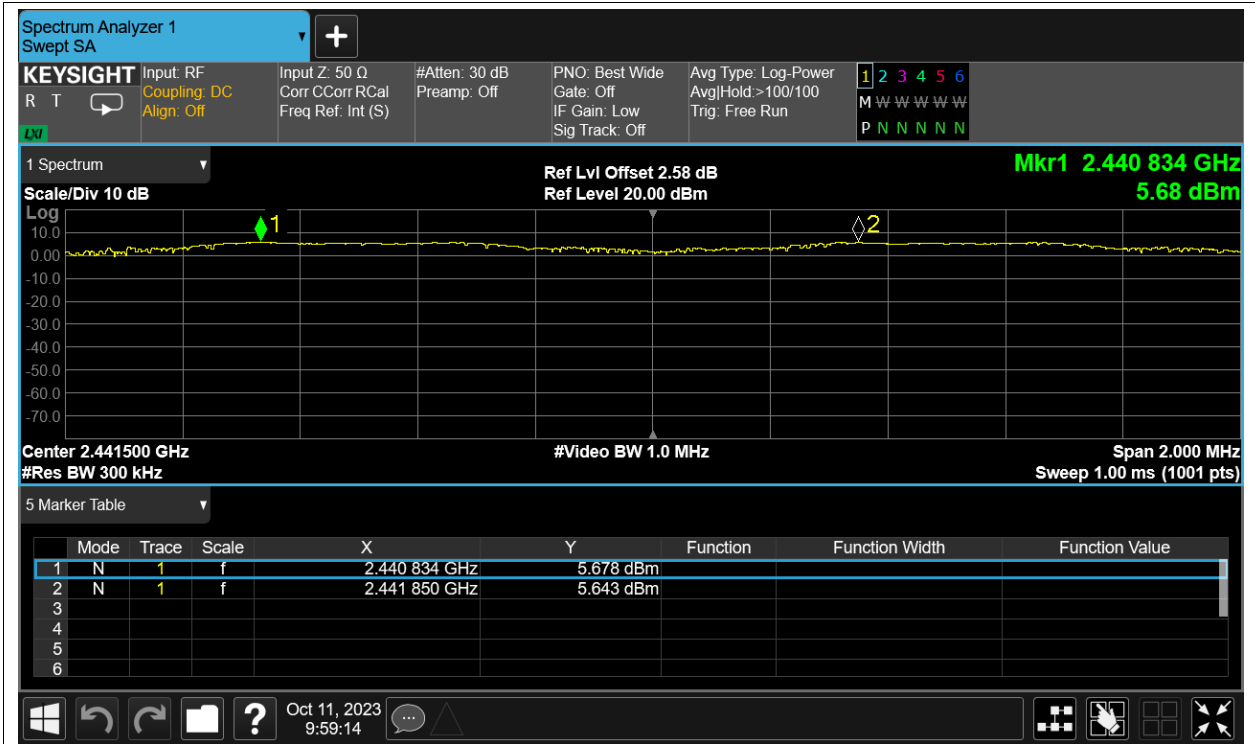 Spectrum Analyzer 1
Swept SA
KEYSIGHT
R T
LXI
Input: RF
Coupling: DC
Align: Off
Input Z: 50 Ω
Corr CCorr RCal
Freq Ref: Int (S)
#Atten: 30 dB
Preamp: Off
PNO: Best Wide
Gate: Off
IF Gain: Low
Sig Track: Off
Avg Type: Log-Power
Avg|Hold:>100/100
Trig: Free Run
1 2 3 4 5 6
M W W W W W
P N N N N N
1 Spectrum
Scale/Div 10 dB
Ref Lvl Offset 2.58 dB
Ref Level 20.00 dBm
Mkr1 2.440 834 GHz
5.68 dBm
Log
10.0
0.00
-10.0
-20.0
-30.0
-40.0
-50.0
-60.0
-70.0
1
2
Center 2.441500 GHz
#Res BW 300 kHz
#Video BW 1.0 MHz
Span 2.000 MHz
Sweep 1.00 ms (1001 pts)
5 Marker Table
Mode Trace Scale X Y Function Function Width Function Value
1 N 1 f 2.440 834 GHz 5.678 dBm
2 N 1 f 2.441 850 GHz 5.643 dBm
3
4
5
6
?
Oct 11, 2023
9:59:14